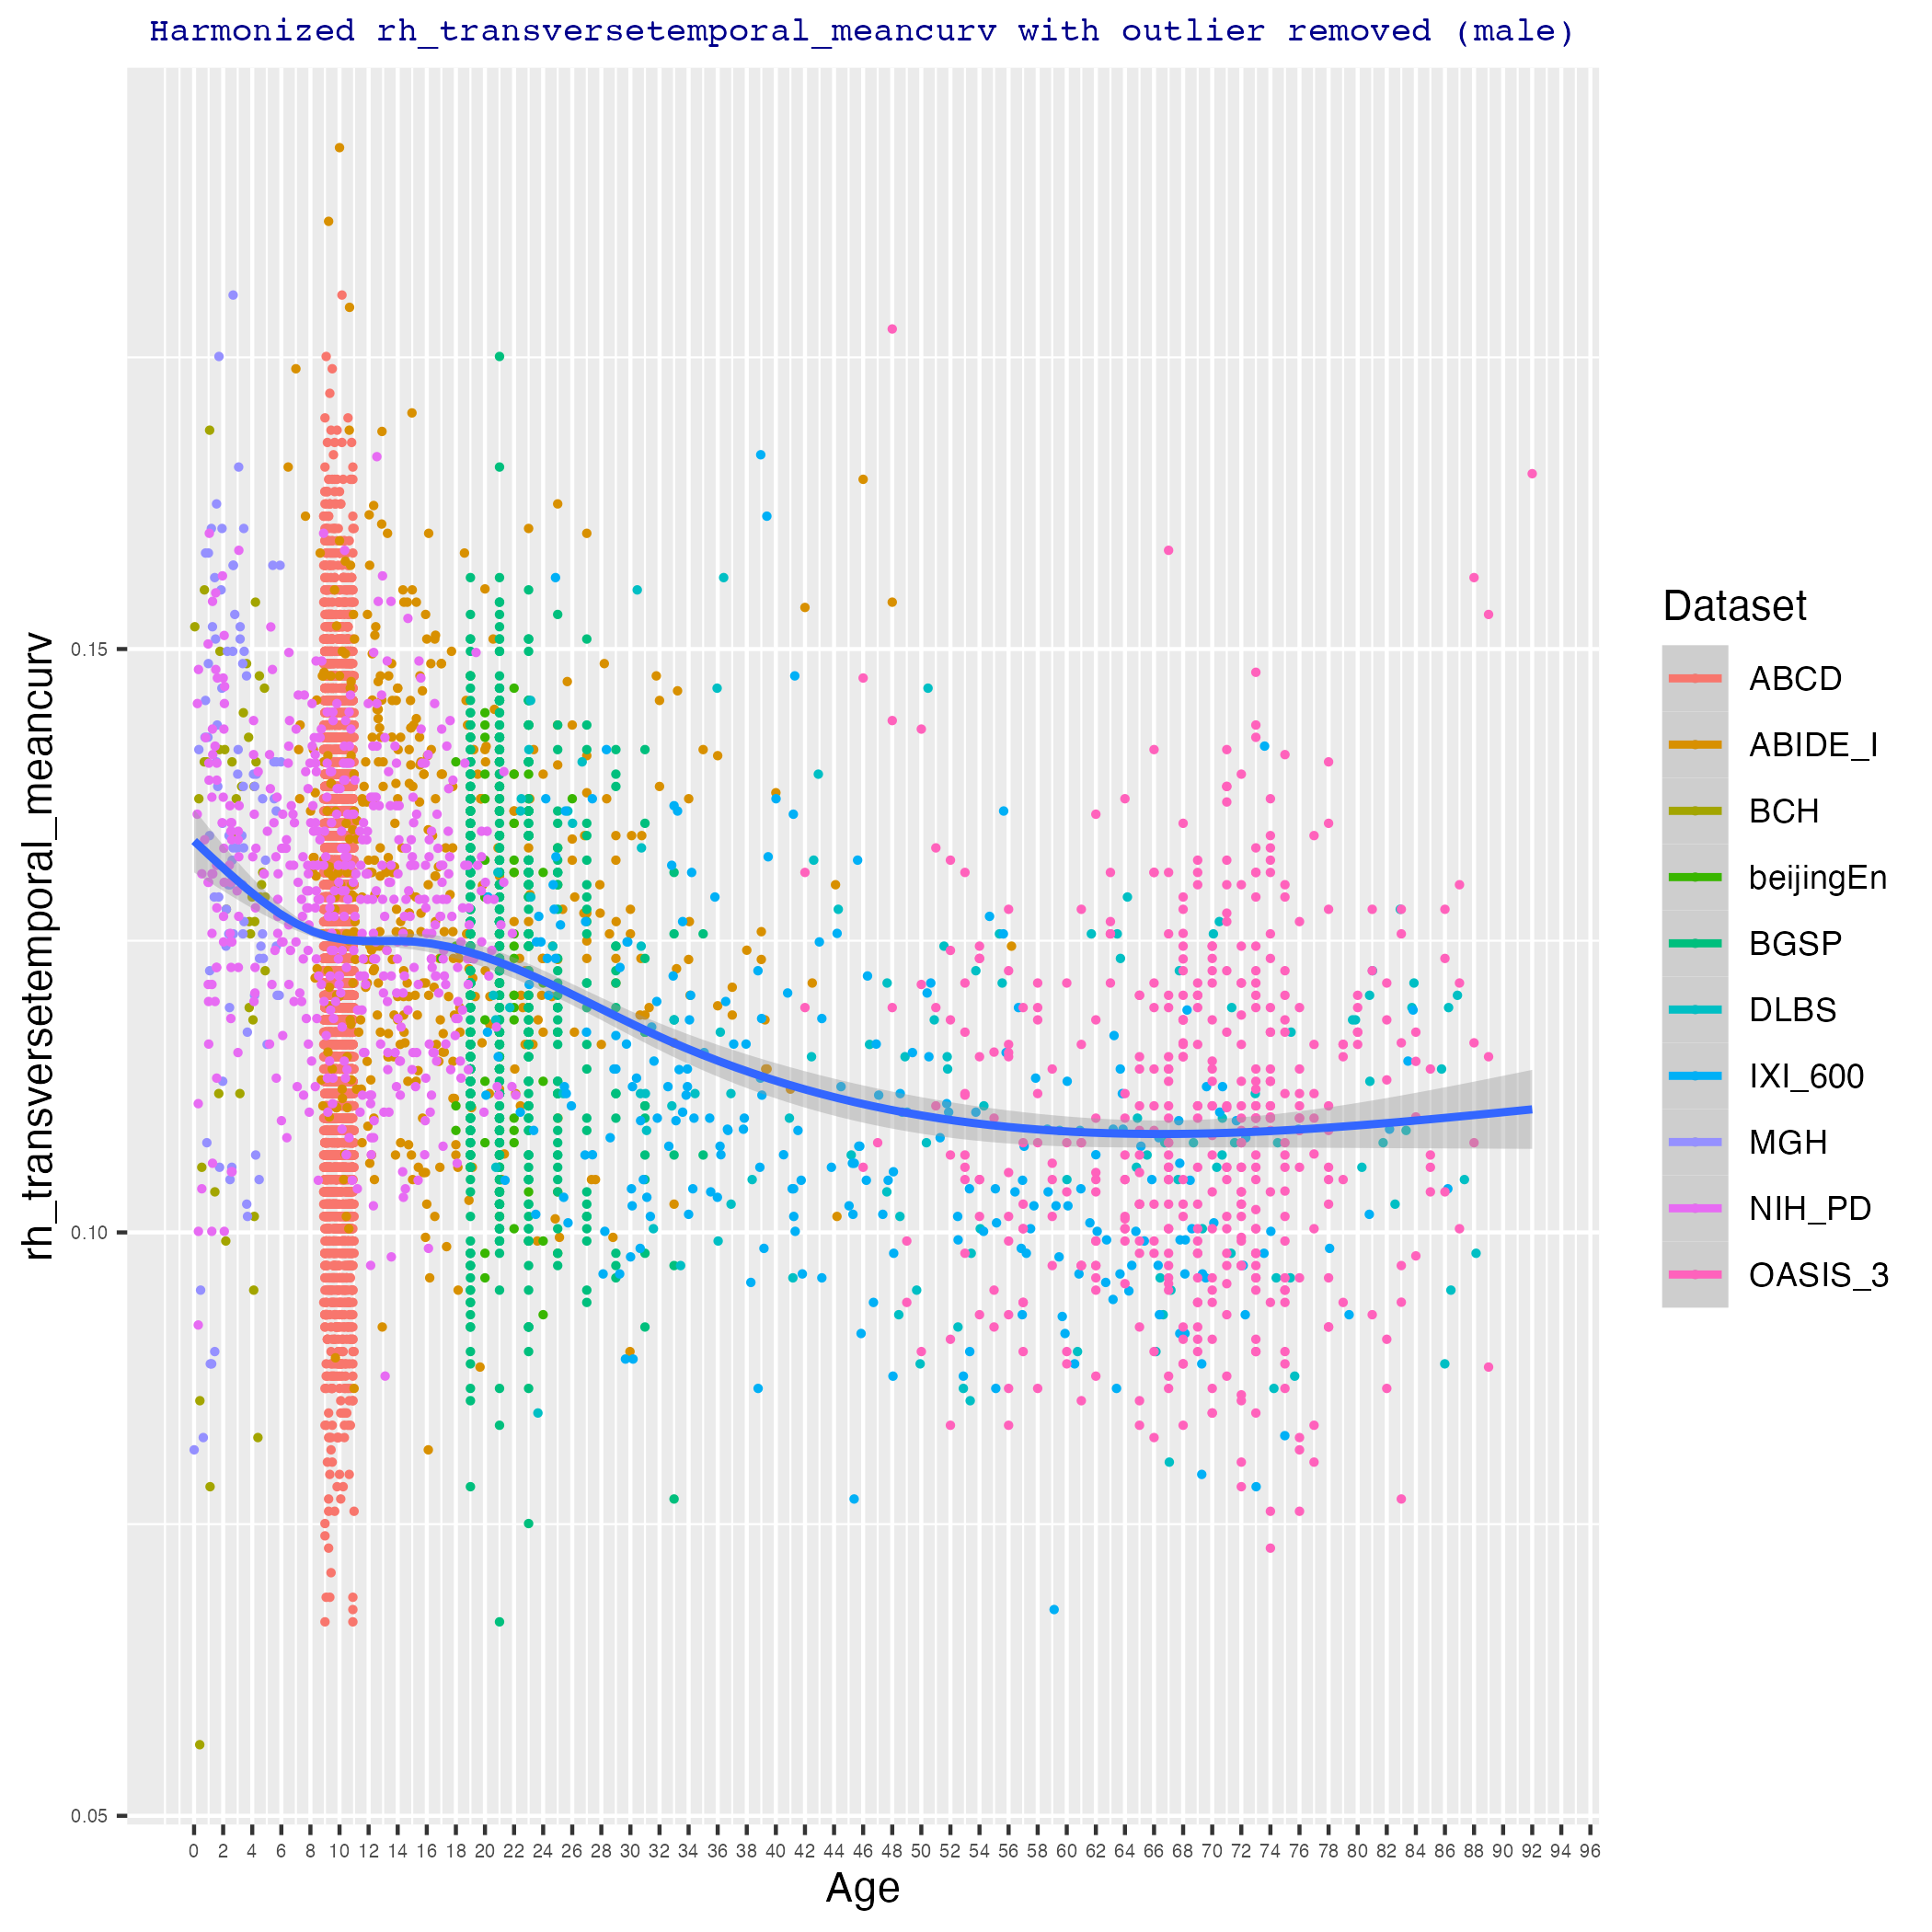 Harmonized rh_transversetemporal_meancurv with outlier removed (male)
rh_transversetemporal_meancurv
0.15
0.10
0.05
0 2 4 6 8 10 12 14 16 18 20 22 24 26 28 30 32 34 36 38 40 42 44 46 48 50 52 54 56 58 60 62 64 66 68 70 72 74 76 78 80 82 84 86 88 90 92 94 96
Age
Dataset
ABCD
ABIDE_I
BCH
beijingEn
BGSP
DLBS
IXI_600
MGH
NIH_PD
OASIS_3